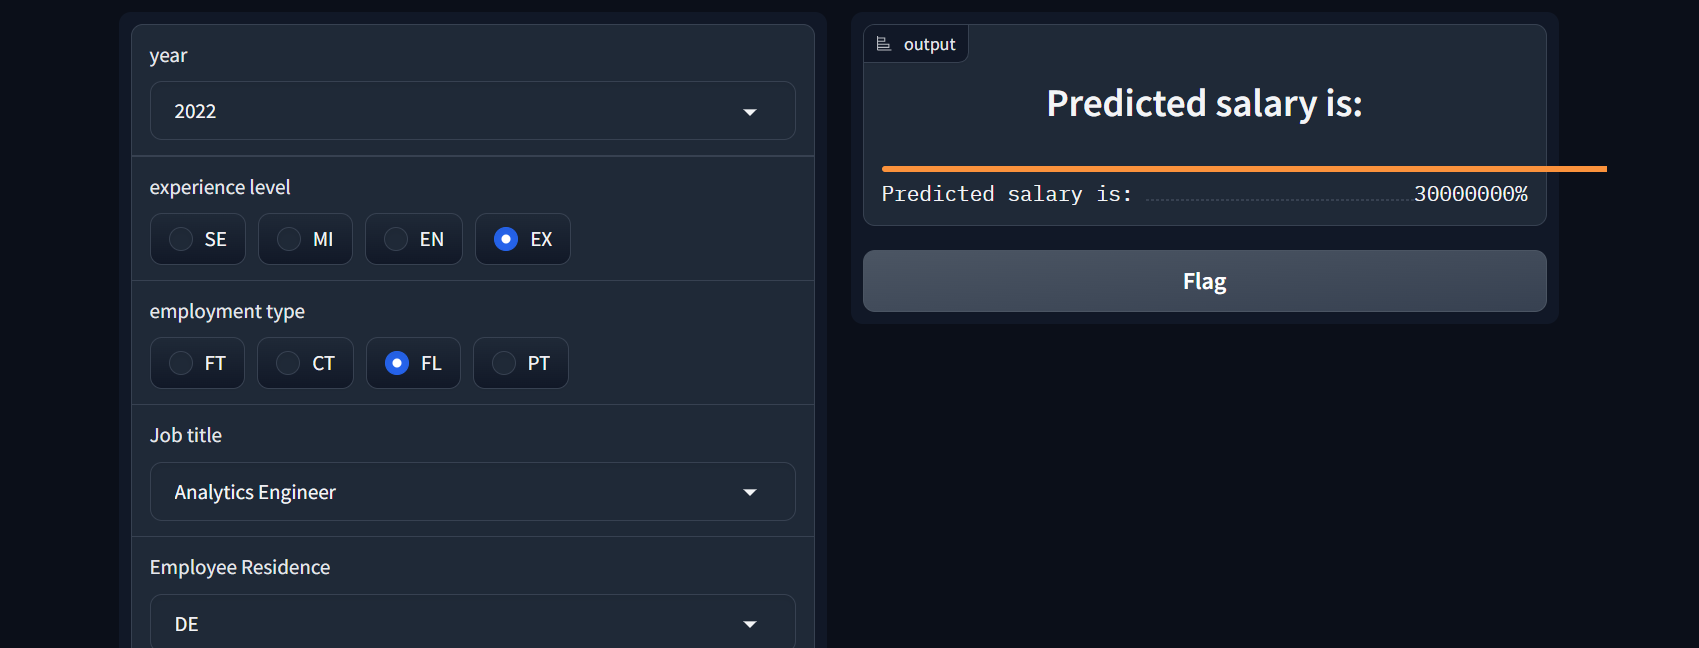 year
2022
experience level
SE MI EN EX
employment type
FT CT FL PT
Job title
Analytics Engineer
Employee Residence
DE
output
Predicted salary is:
Predicted salary is: 30000000%
Flag